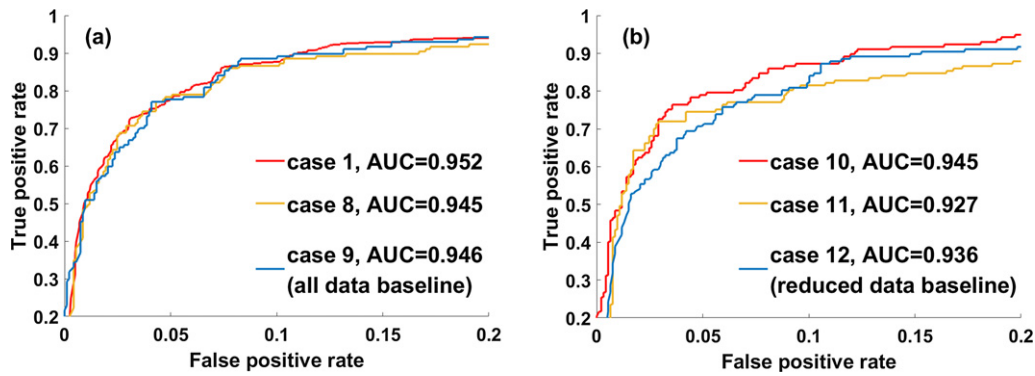 (a)
True positive rate
1
0.9
0.8
0.7
0.6
0.5
0.4
0.3
0.2
0
0.05
0.1
0.15
0.2
False positive rate
case 1, AUC=0.952
case 8, AUC=0.945
case 9, AUC=0.946
(all data baseline)
(b)
True positive rate
1
0.9
0.8
0.7
0.6
0.5
0.4
0.3
0.2
0
0.05
0.1
0.15
0.2
False positive rate
case 10, AUC=0.945
case 11, AUC=0.927
case 12, AUC=0.936
(reduced data baseline)